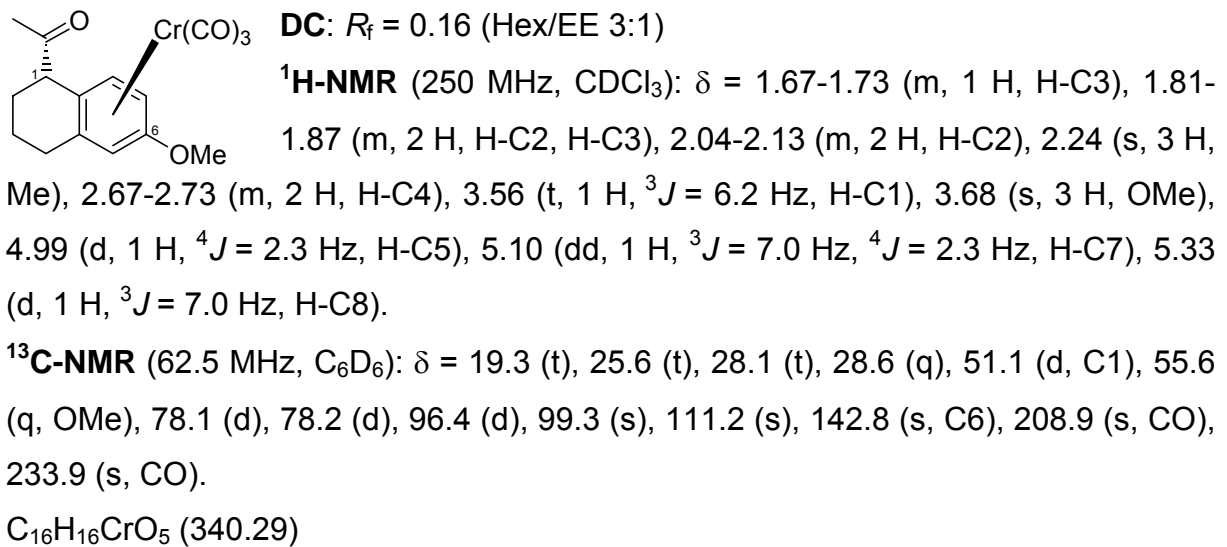 O
Cr(CO)₃
DC: Rf = 0.16 (Hex/EE 3:1)
1
¹H-NMR (250 MHz, CDCl₃): δ = 1.67-1.73 (m, 1 H, H-C3), 1.81-
6
OMe
1.87 (m, 2 H, H-C2, H-C3), 2.04-2.13 (m, 2 H, H-C2), 2.24 (s, 3 H,
Me), 2.67-2.73 (m, 2 H, H-C4), 3.56 (t, 1 H, ³J = 6.2 Hz, H-C1), 3.68 (s, 3 H, OMe),
4.99 (d, 1 H, ⁴J = 2.3 Hz, H-C5), 5.10 (dd, 1 H, ³J = 7.0 Hz, ⁴J = 2.3 Hz, H-C7), 5.33
(d, 1 H, ³J = 7.0 Hz, H-C8).
¹³C-NMR (62.5 MHz, C₆D₆): δ = 19.3 (t), 25.6 (t), 28.1 (t), 28.6 (q), 51.1 (d, C1), 55.6
(q, OMe), 78.1 (d), 78.2 (d), 96.4 (d), 99.3 (s), 111.2 (s), 142.8 (s, C6), 208.9 (s, CO),
233.9 (s, CO).
C₁₆H₁₆CrO₅ (340.29)